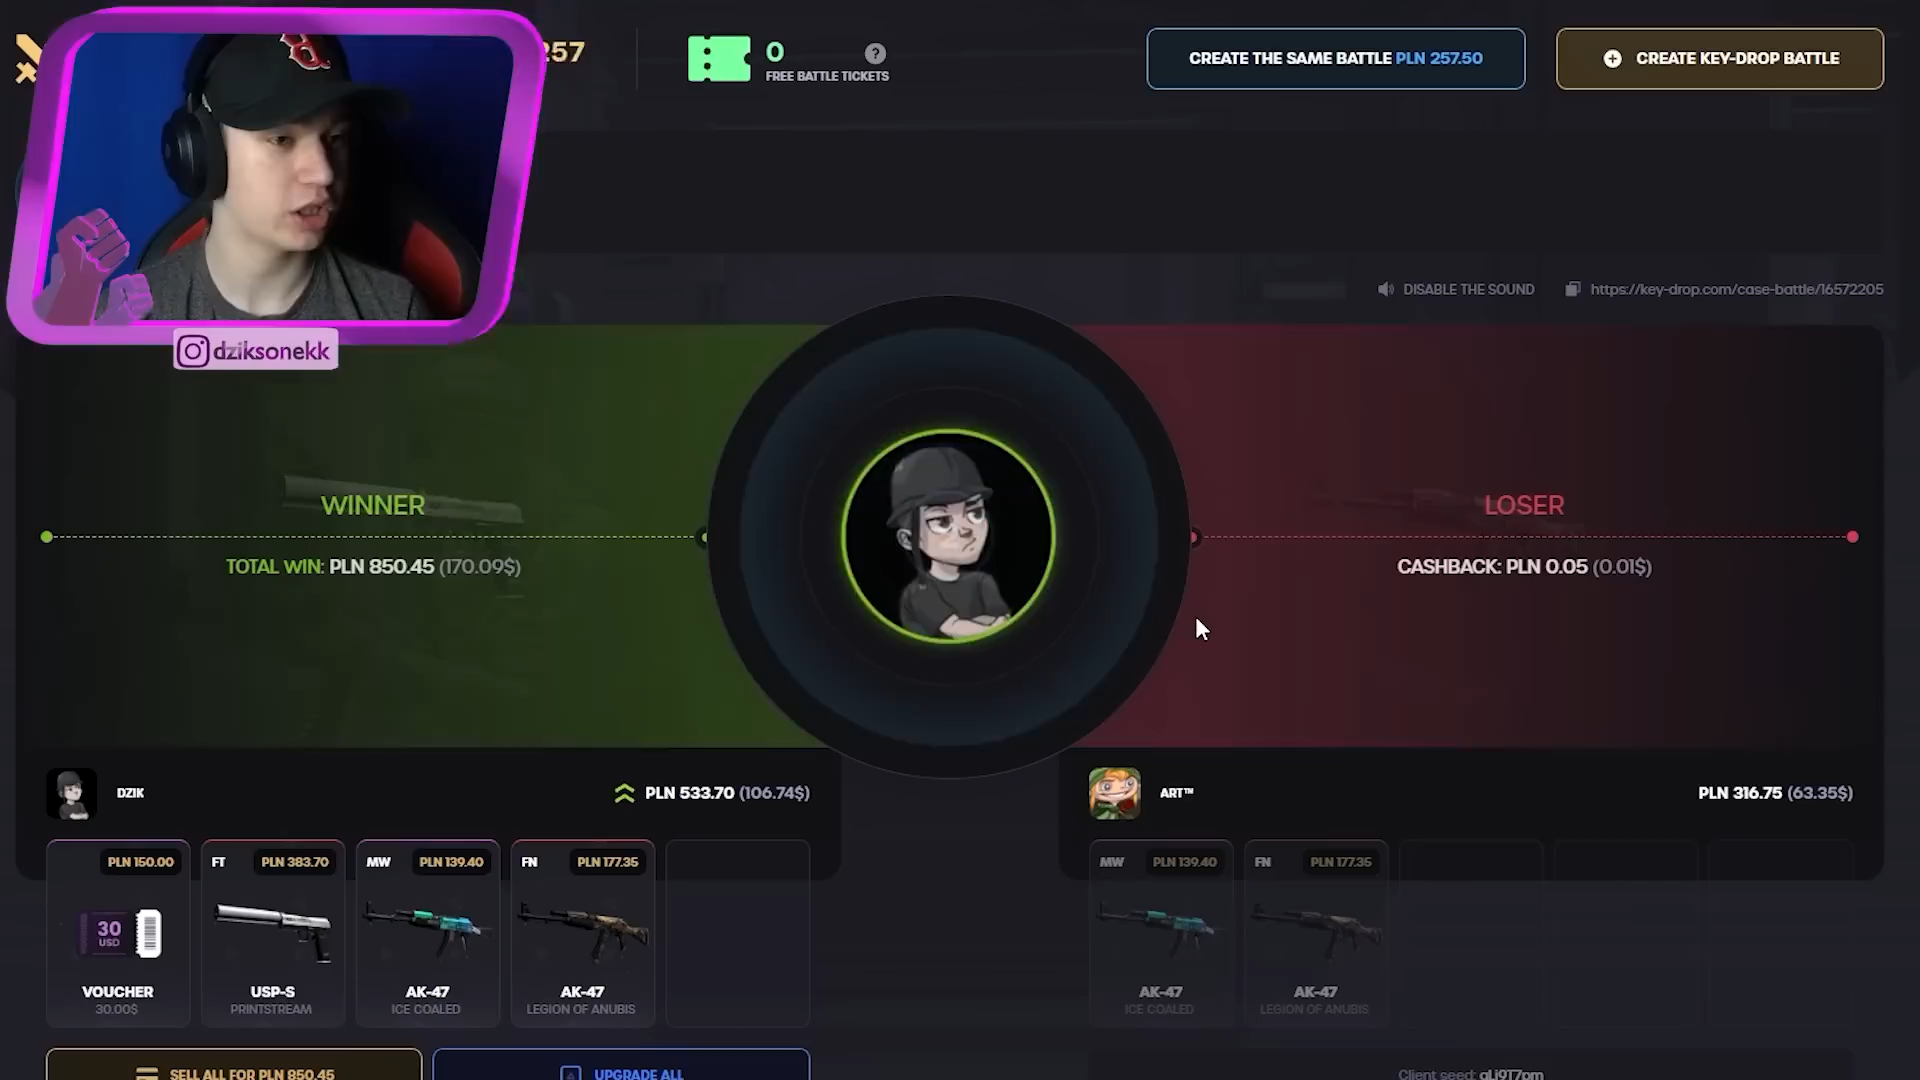 257
0
FREE BATTLE TICKETS
?
CREATE THE SAME BATTLE PLN 257.50
CREATE KEY-DROP BATTLE
DISABLE THE SOUND
https://key-drop.com/case-battle/16572205
dziksonekk
WINNER
TOTAL WIN: PLN 850.45 (170.09$)
LOSER
CASHBACK: PLN 0.05 (0.01$)
DZIK
PLN 533.70 (106.74$)
ART™
PLN 316.75 (63.35$)
PLN 150.00
30
USD
VOUCHER
30.00$
FT PLN 383.70
USP-S
PRINTSTREAM
MW PLN 139.40
AK-47
ICE COALED
FN PLN 177.35
AK-47
LEGION OF ANUBIS
MW PLN 139.40
AK-47
ICE COALED
FN PLN 177.35
AK-47
LEGION OF ANUBIS
SELL ALL FOR PLN 850.45
UPGRADE ALL
Client seed: